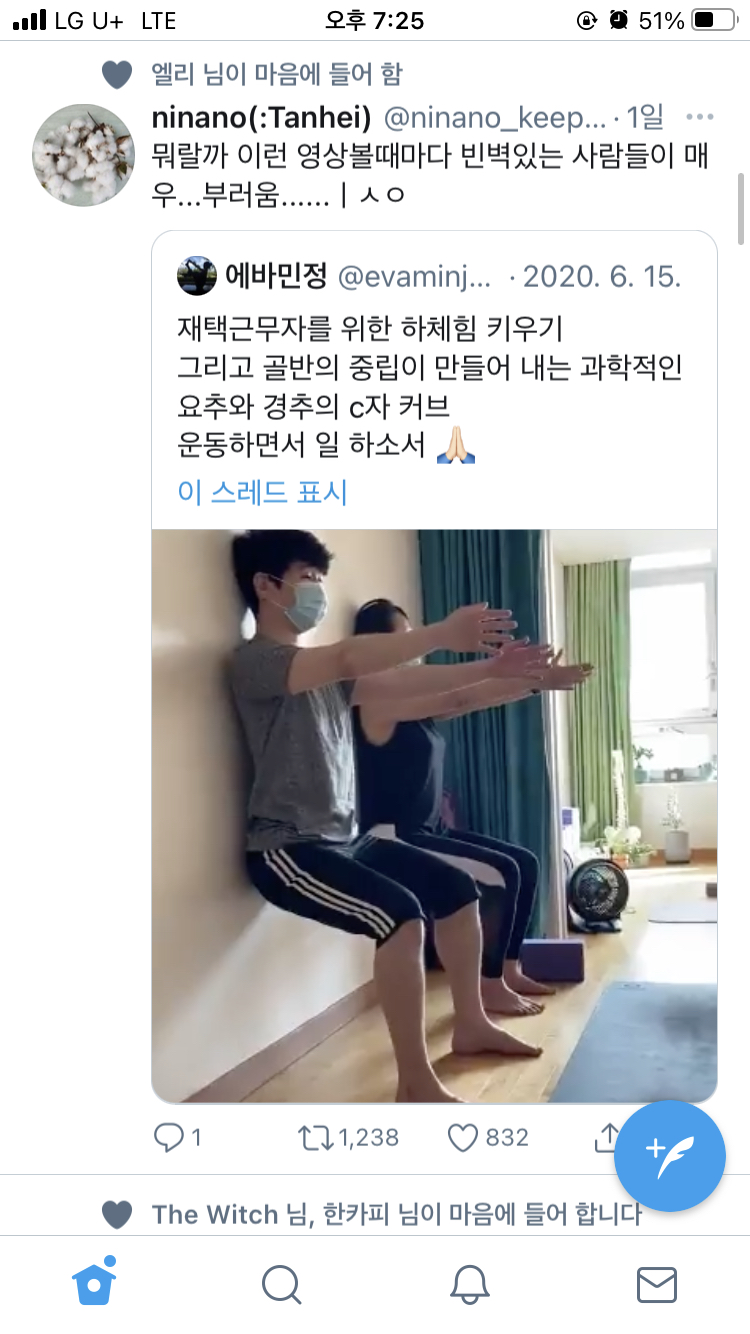 LG U+ LTE 오후 7:25 51%
엘리 님이 마음에 들어 함
ninano(:Tanhei) @ninano_keep... · 1일
뭐랄까 이런 영상볼때마다 빈벽있는 사람들이 매
우...부러움...... | ㅅㅇ
에바민정 @evaminj... · 2020. 6. 15.
재택근무자를 위한 하체힘 키우기
그리고 골반의 중립이 만들어 내는 과학적인
요추와 경추의 c자 커브
운동하면서 일 하소서 🙏🏻
이 스레드 표시
1 1,238 832
The Witch 님, 한카피 님이 마음에 들어 합니다